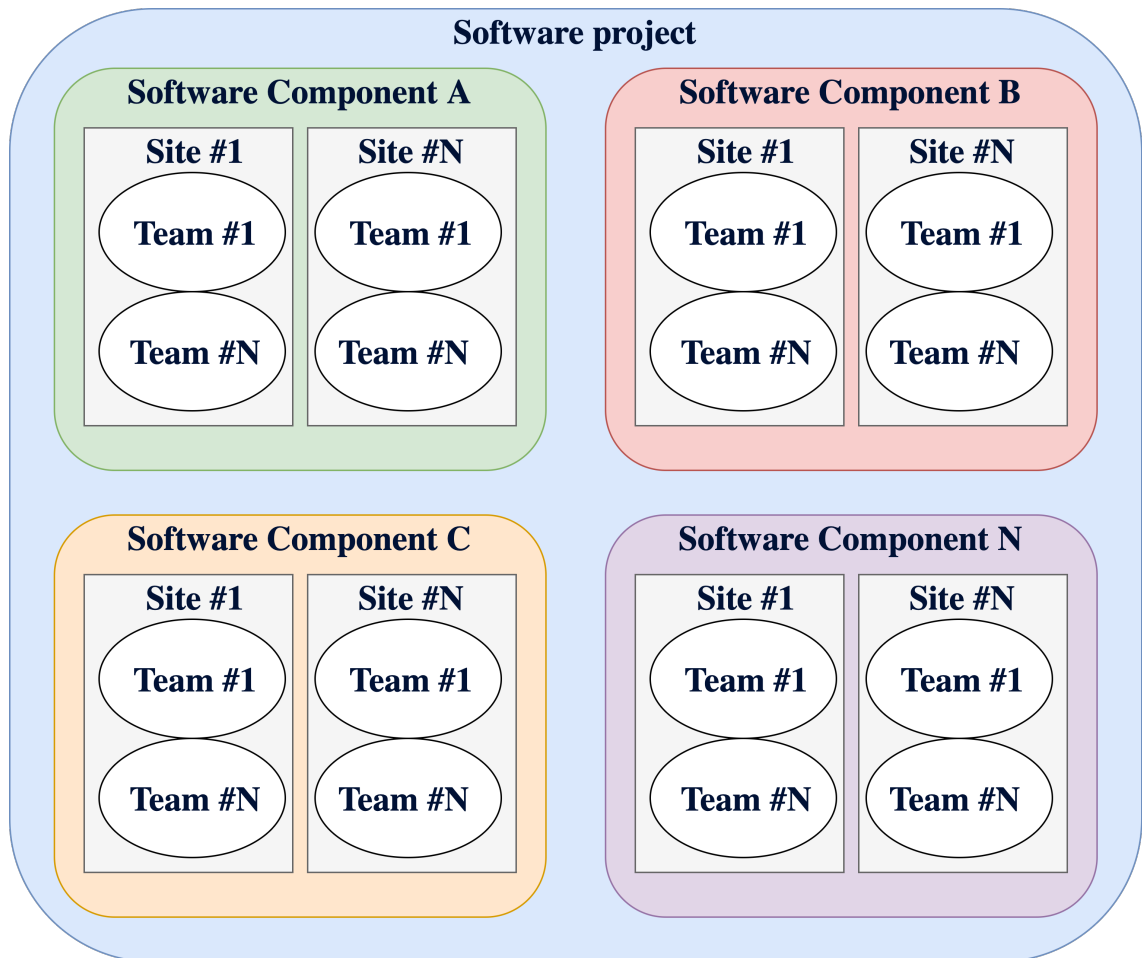 Software project
Software Component A
Site #1
Team #1
Team #N
Site #N
Team #1
Team #N
Software Component B
Site #1
Team #1
Team #N
Site #N
Team #1
Team #N
Software Component C
Site #1
Team #1
Team #N
Site #N
Team #1
Team #N
Software Component N
Site #1
Team #1
Team #N
Site #N
Team #1
Team #N